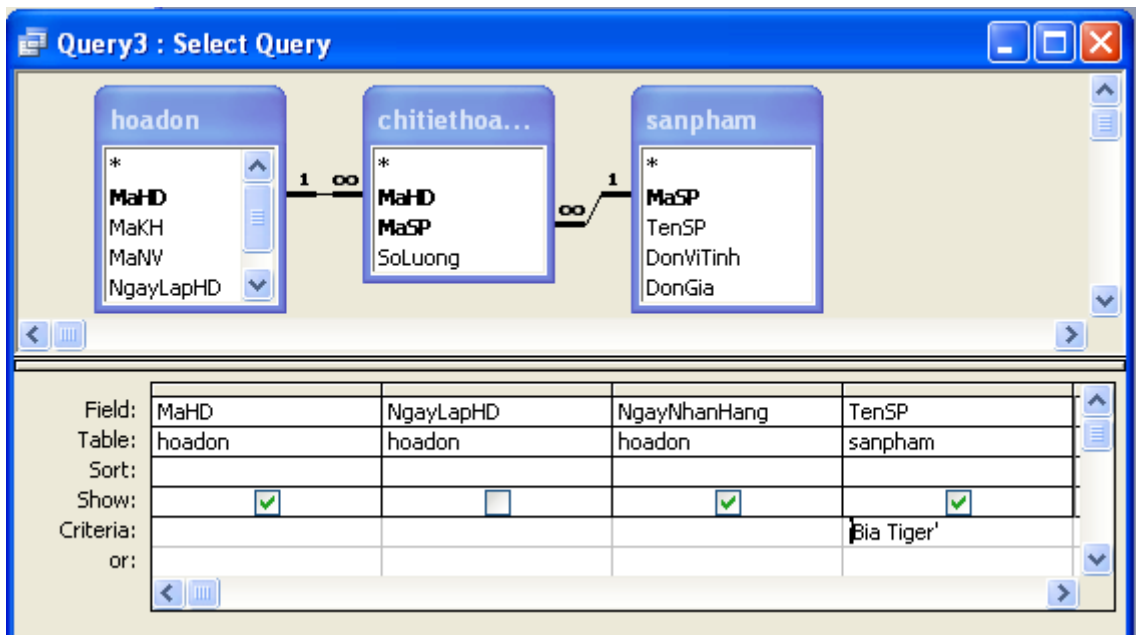 Query3 : Select Query
hoadon chitiethoa... sanpham
* * *
MaHD 1 ∞ MaHD ∞ 1 MaSP
MaKH MaSP TenSP
MaNV SoLuong DonViTinh
NgayLapHD DonGia
Field: MaHD NgayLapHD NgayNhanHang TenSP
Table: hoadon hoadon hoadon sanpham
Sort:
Show:
Criteria: 'Bia Tiger'
or: